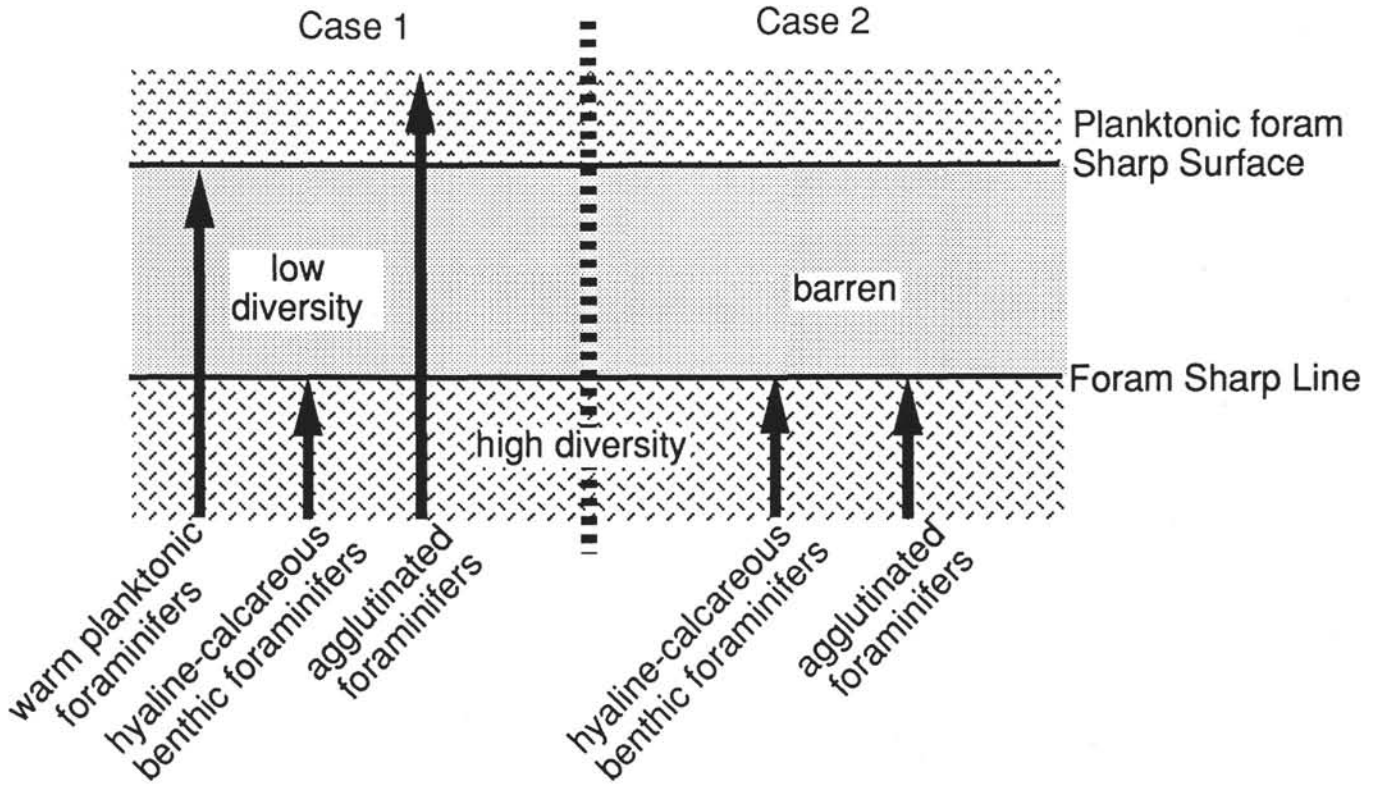 Case 1
Case 2
Planktonic foram
Sharp Surface
low
diversity
barren
Foram Sharp Line
high diversity
warm planktonic
foraminifers
hyaline-calcareous
benthic foraminifers
agglutinated
foraminifers
hyaline-calcareous
benthic foraminifers
agglutinated
foraminifers